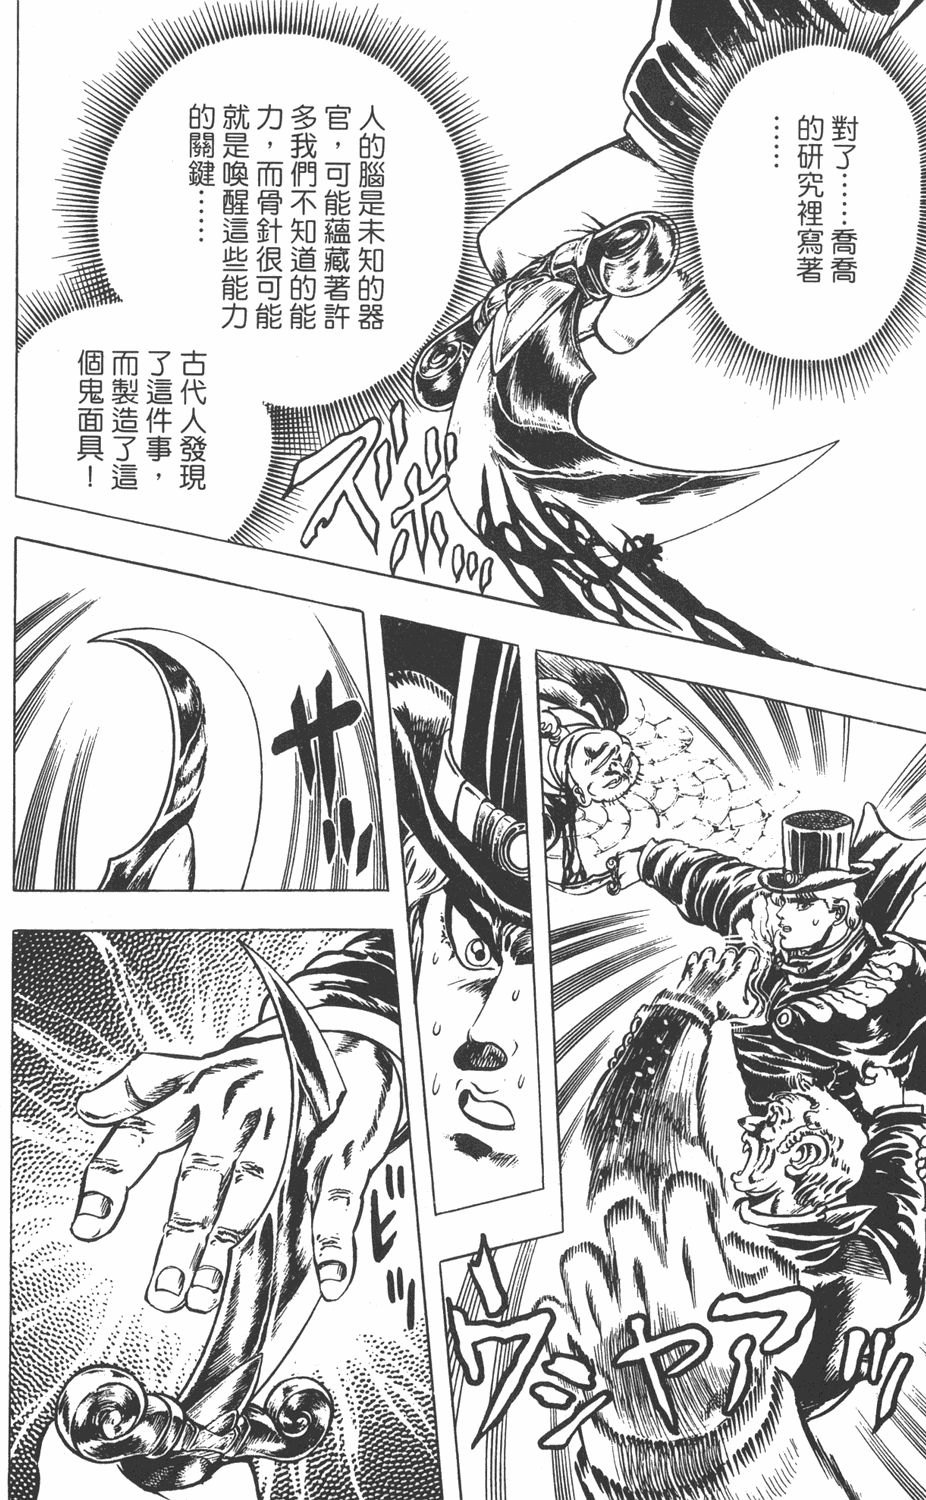 對了……喬喬
的研究裡寫著
……
人的腦是未知的器
官，可能蘊藏著許
多我們不知道的能
力，而骨針很可能
就是喚醒這些能力
的關鍵……
古代人發現
了這件事，
而製造了這
個鬼面具！
ズギッ
ウシャアッ
ザッ
ビッ